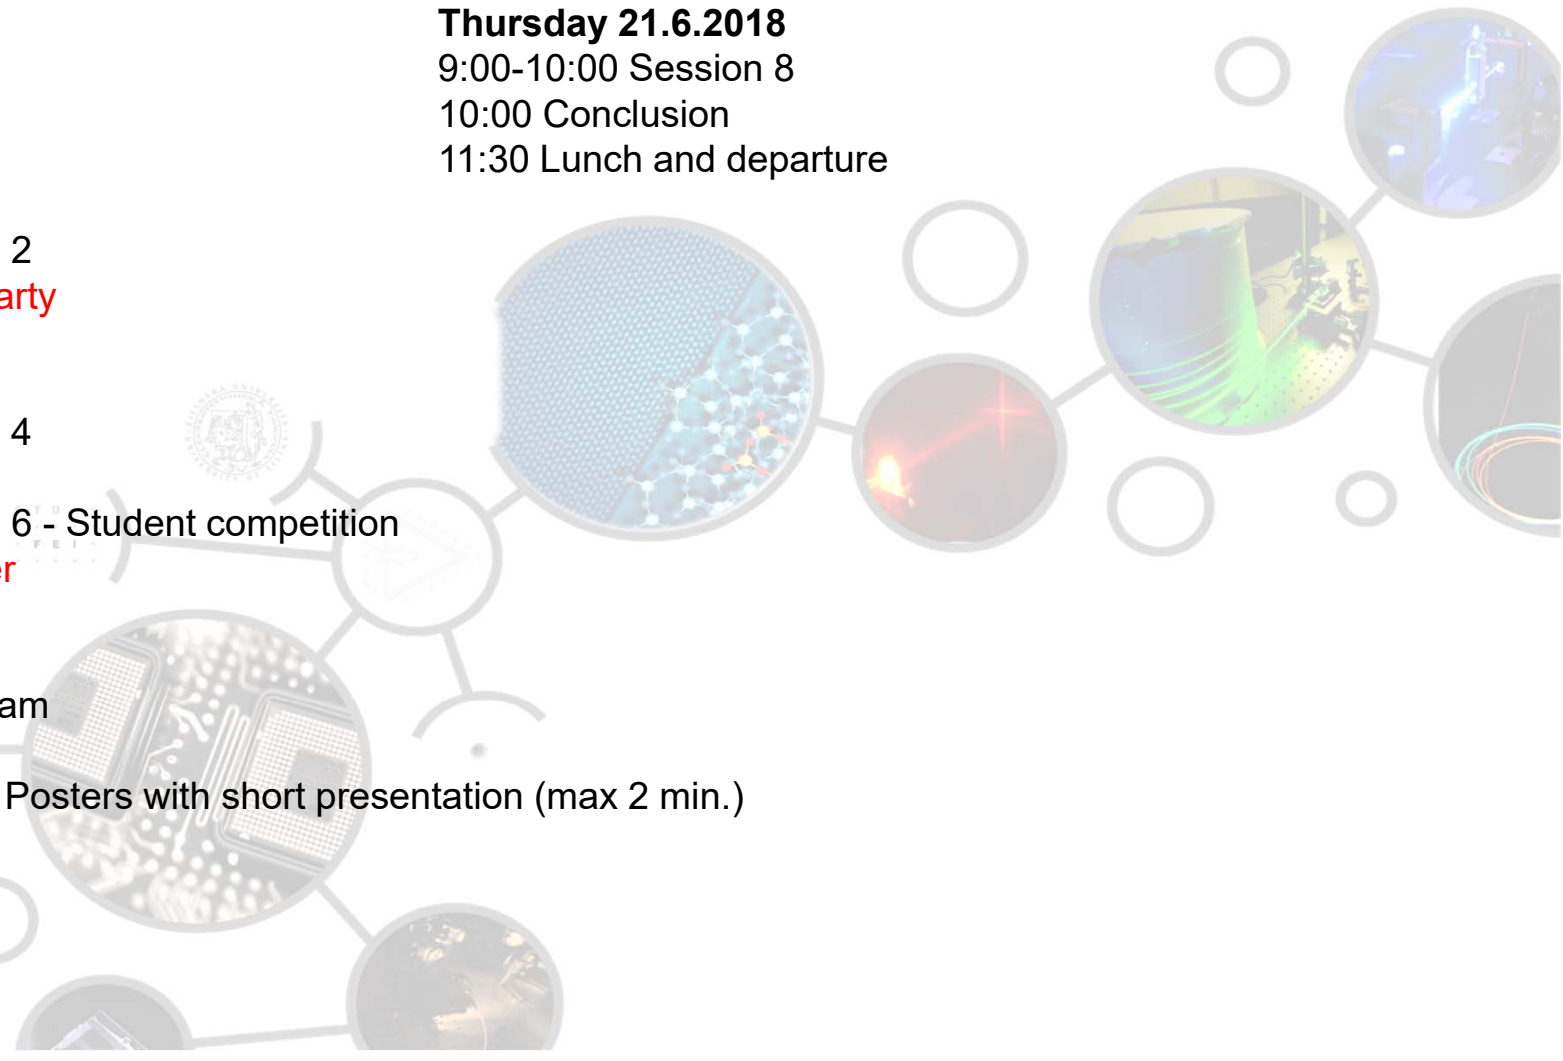 Thursday 21.6.2018
9:00-10:00 Session 8
10:00 Conclusion
11:30 Lunch and departure
2
arty
4
6 - Student competition
er
am
Posters with short presentation (max 2 min.)
T U
F E I